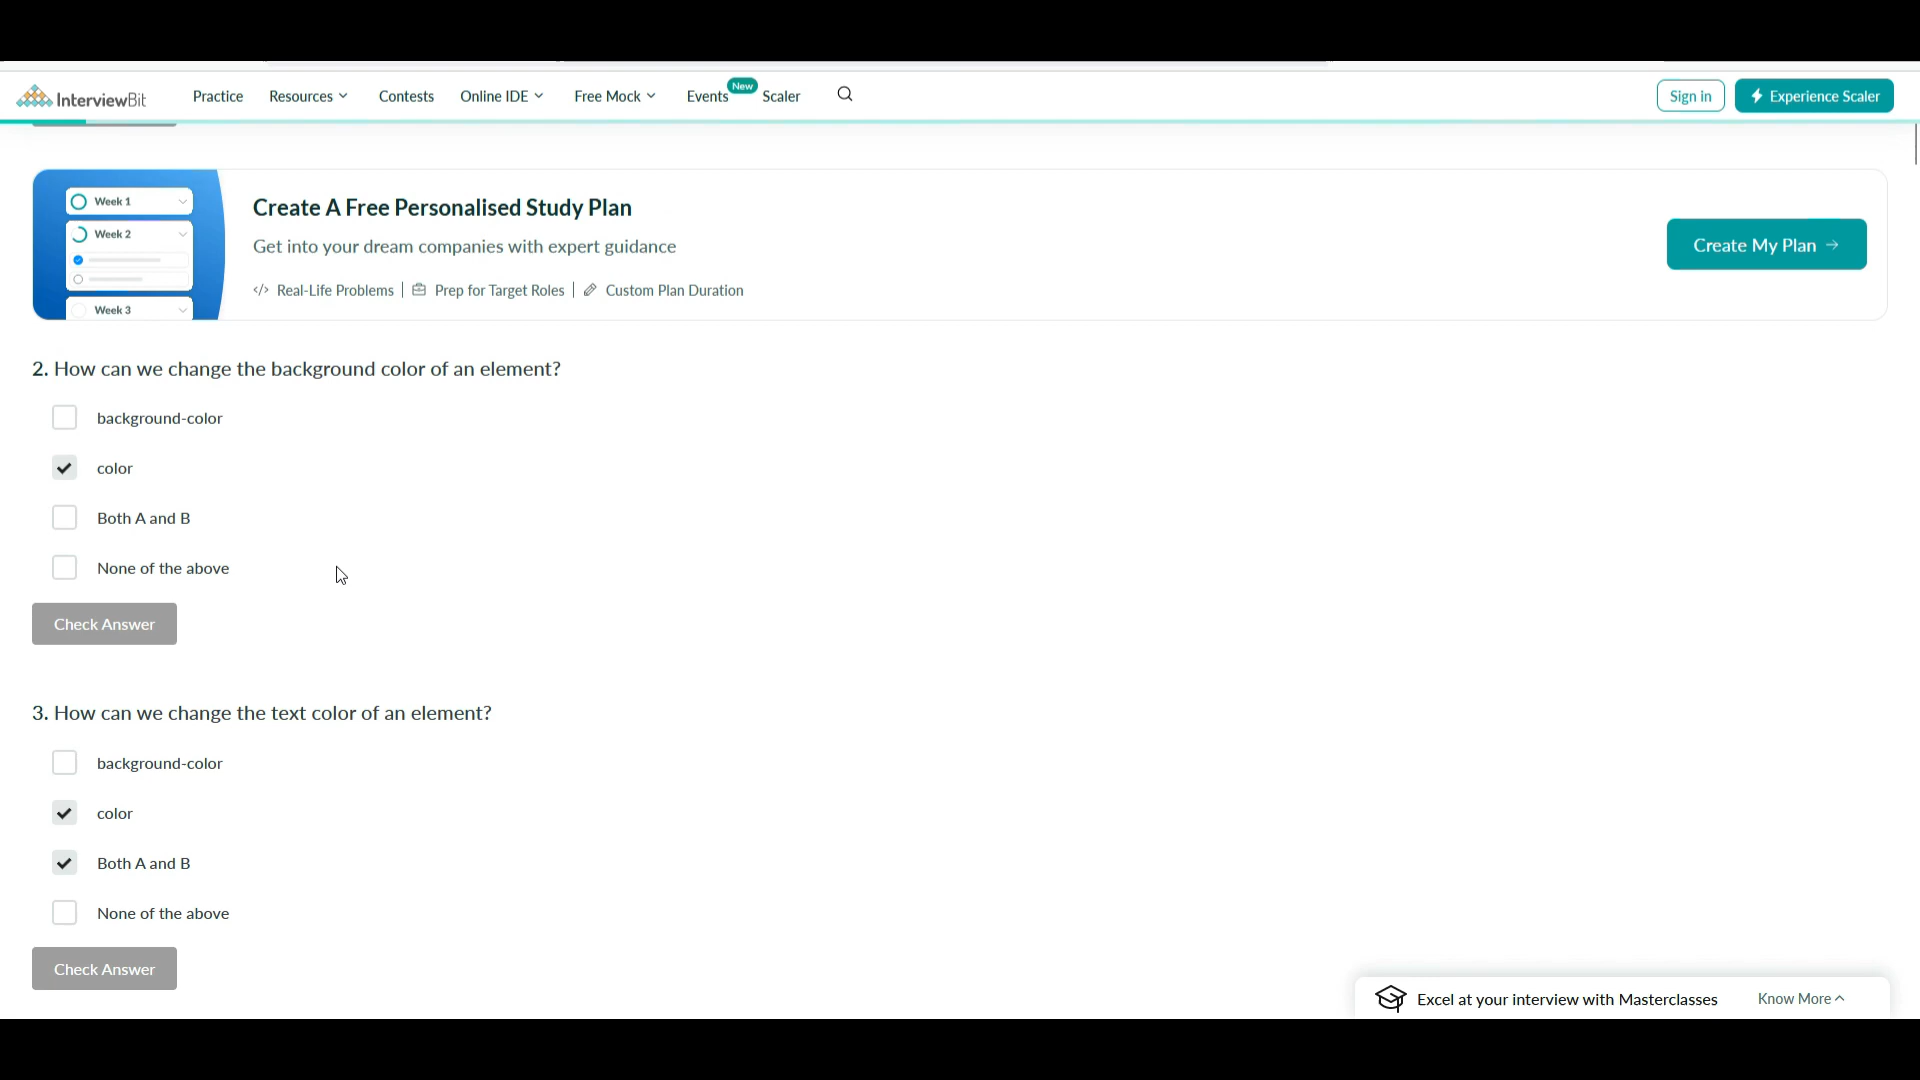 InterviewBit Practice Resources Contests Online IDE Free Mock Events New Scaler Sign in Experience Scaler
Week 1
Week 2
Week 3
Create A Free Personalised Study Plan
Get into your dream companies with expert guidance
</> Real-Life Problems | Prep for Target Roles | Custom Plan Duration
Create My Plan →
2. How can we change the background color of an element?
background-color
color
Both A and B
None of the above
Check Answer
3. How can we change the text color of an element?
background-color
color
Both A and B
None of the above
Check Answer
Excel at your interview with Masterclasses Know More